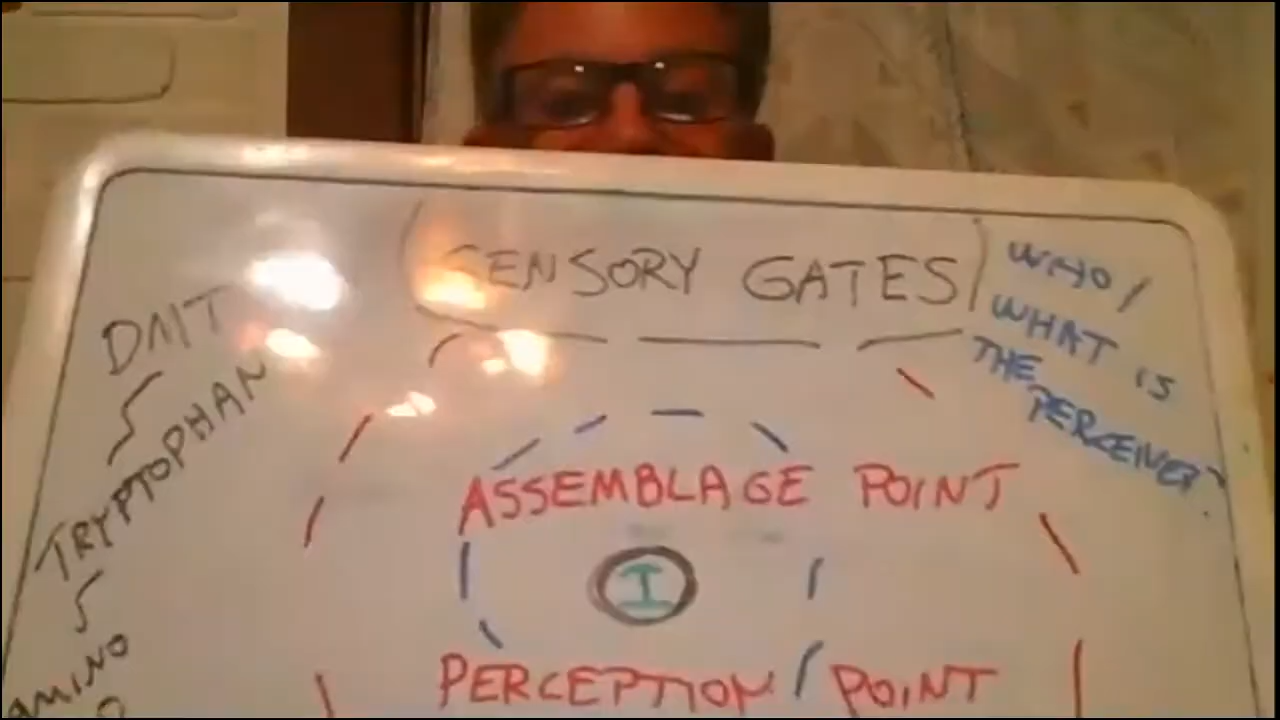 SENSORY GATES
WHO/
WHAT IS
THE
PERCEIVER?
DMT
TRYPTOPHAN
AMINO
ASSEMBLAGE POINT
I
PERCEPTION / POINT